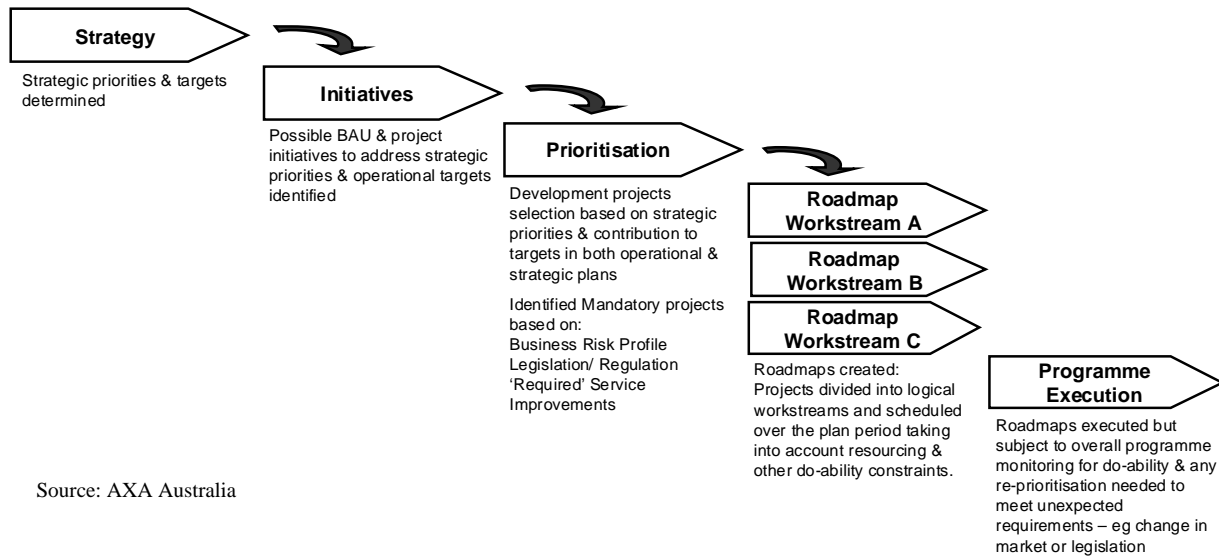 Strategy
Strategic priorities & targets
determined
Initiatives
Possible BAU & project
initiatives to address strategic
priorities & operational targets
identified
Prioritisation
Development projects
selection based on strategic
priorities & contribution to
targets in both operational &
strategic plans
Identified Mandatory projects
based on:
Business Risk Profile
Legislation/ Regulation
‘Required’ Service
Improvements
Roadmap
Workstream A
Roadmap
Workstream B
Roadmap
Workstream C
Roadmaps created:
Projects divided into logical
workstreams and scheduled
over the plan period taking
into account resourcing &
other do-ability constraints.
Programme
Execution
Roadmaps executed but
subject to overall programme
monitoring for do-ability & any
re-prioritisation needed to
meet unexpected
requirements – eg change in
market or legislation
Source: AXA Australia